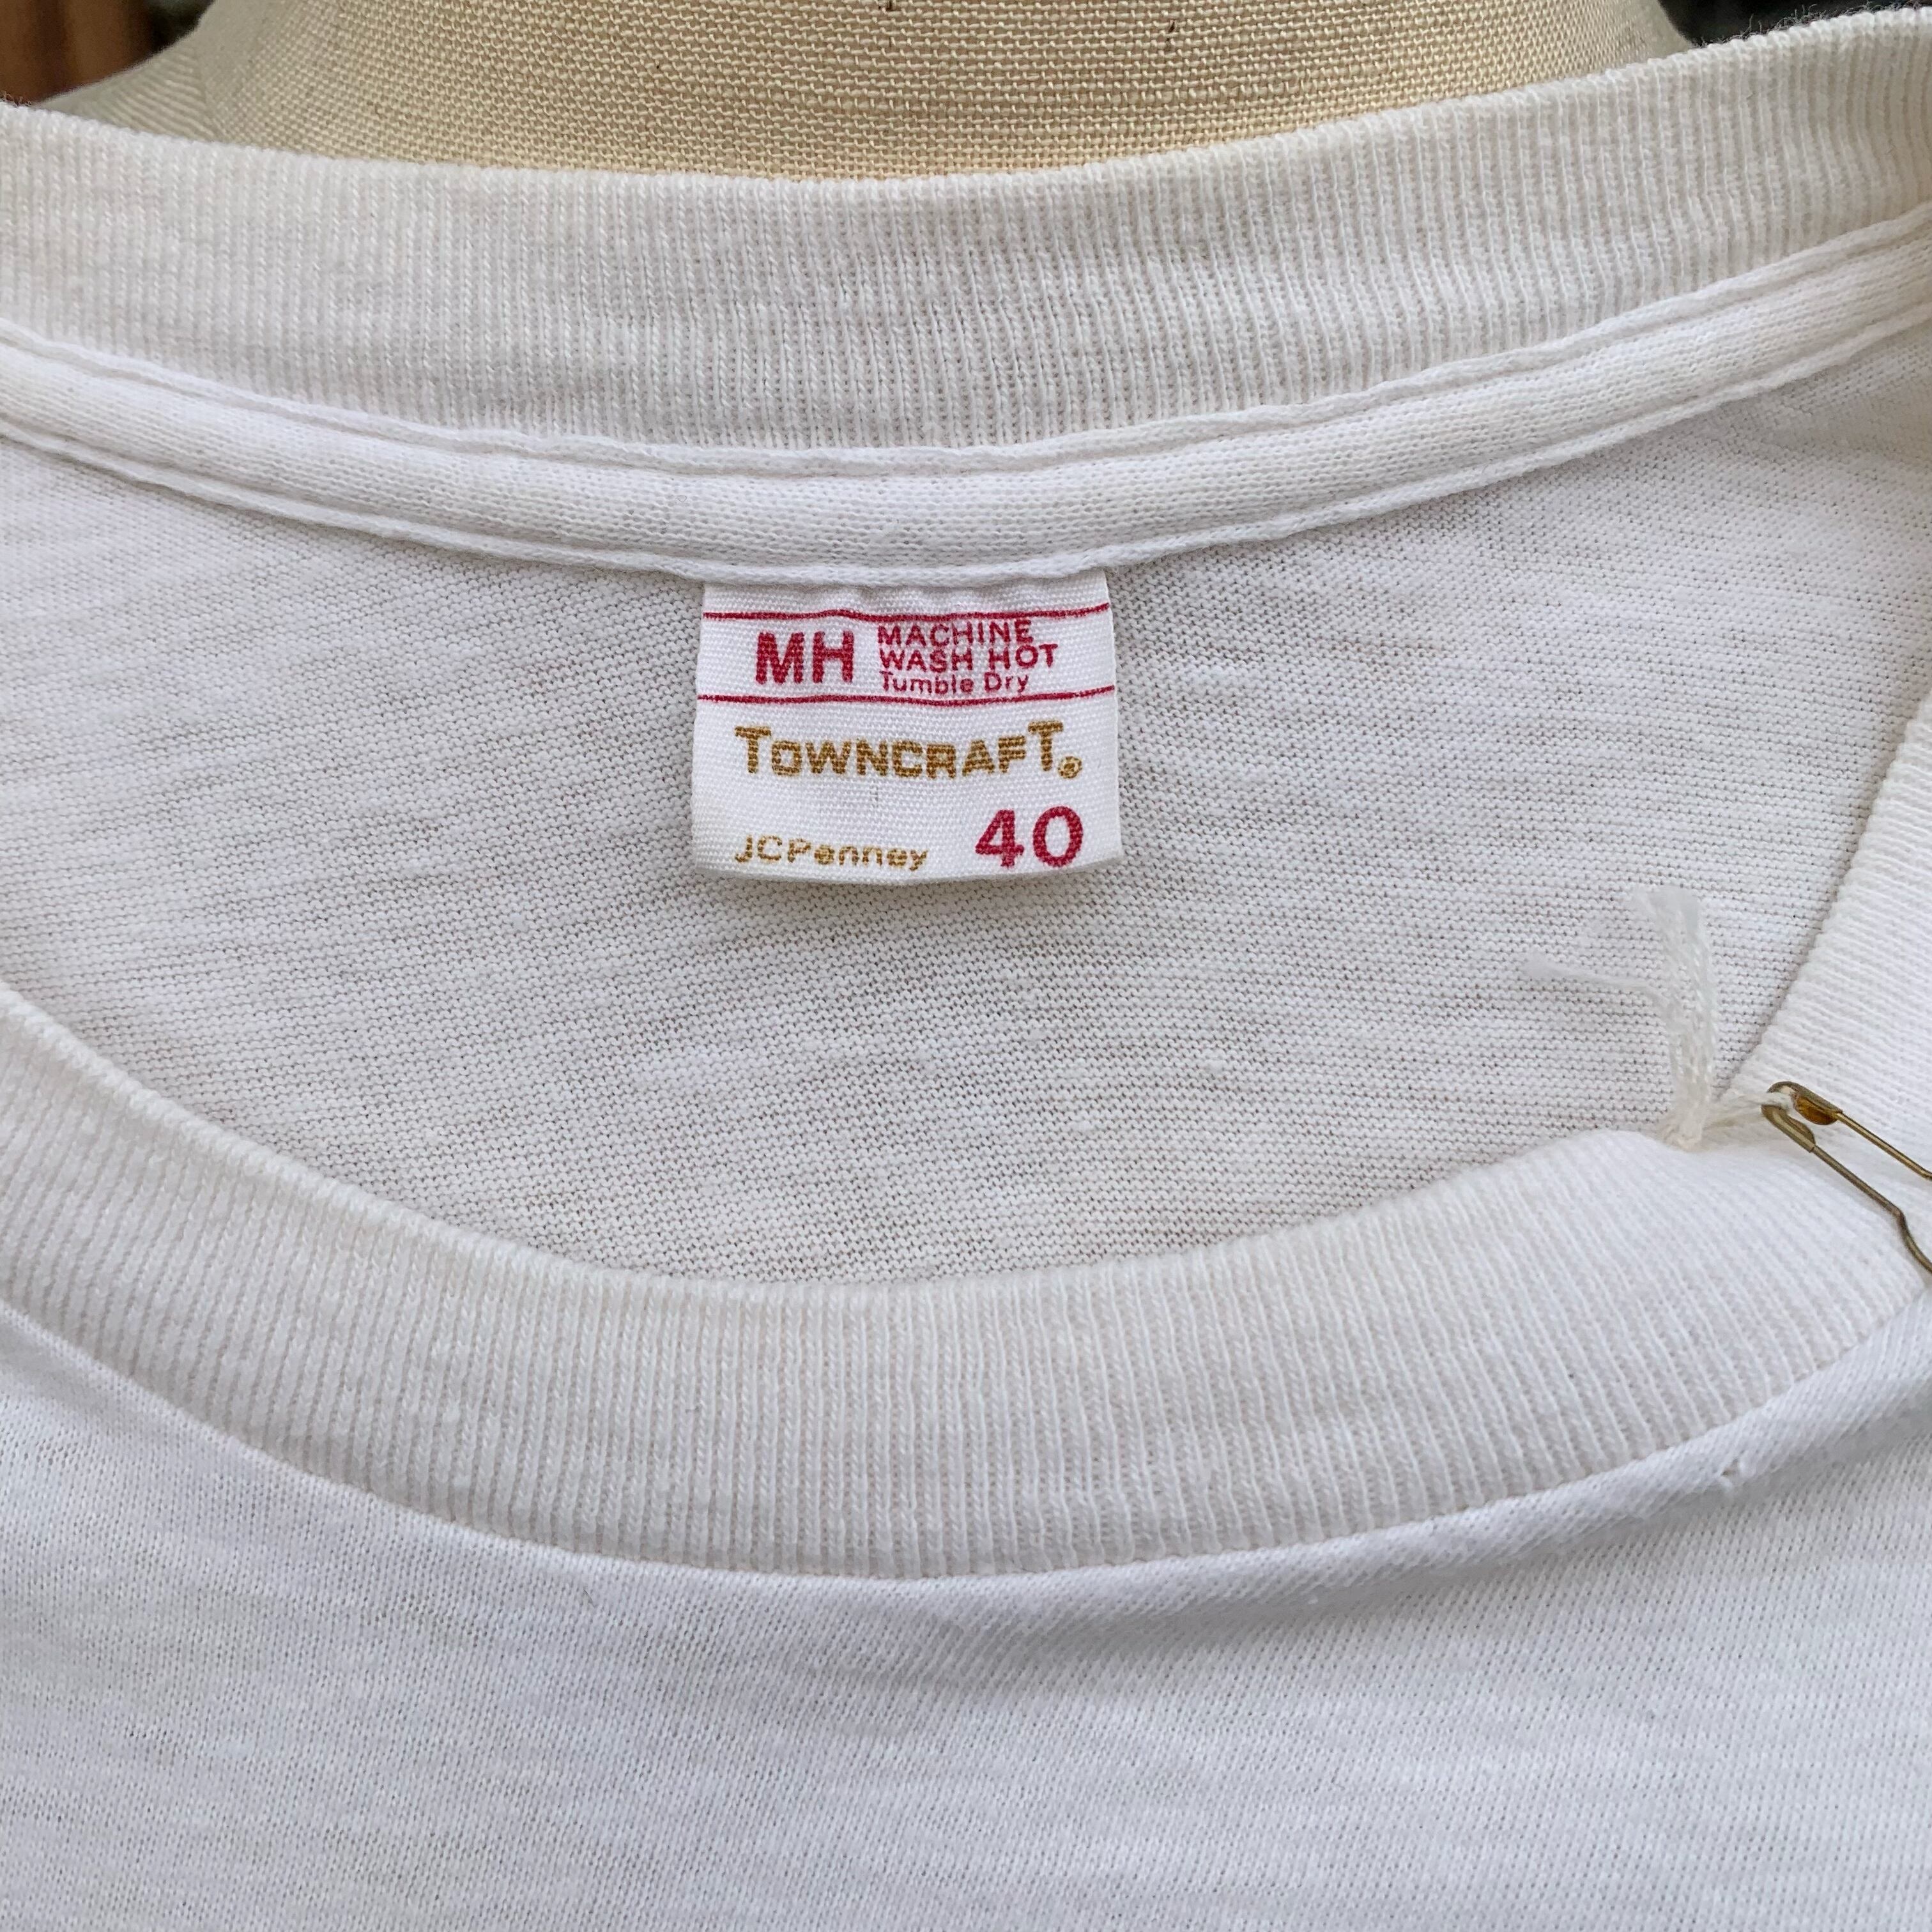 MH MACHINE
WASH HOT
Tumble Dry
TOWNCRAFT®
JCPenney 40